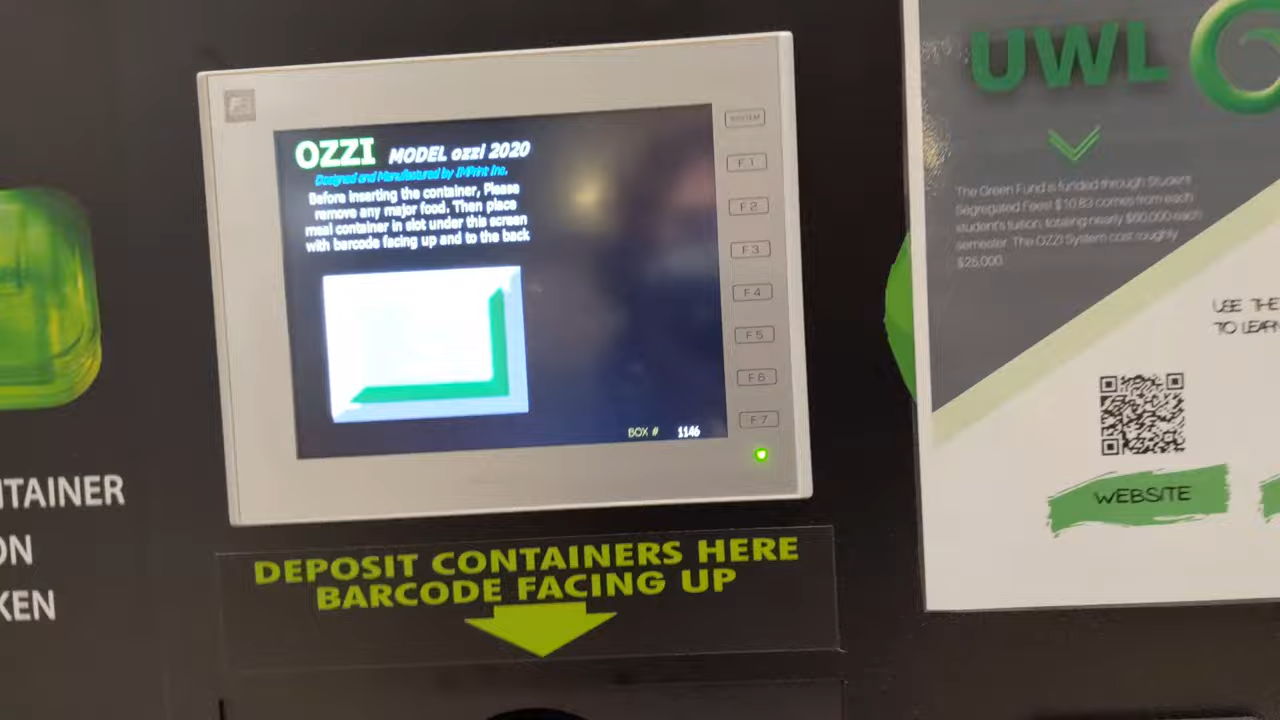 OZZI MODEL ozzi 2020
Designed and Manufactured by IMPrint Inc.
Before inserting the container, Please
remove any major food. Then place
meal container in slot under this screen
with barcode facing up and to the back
BOX # 1146
SYSTEM
F1
F2
F3
F4
F5
F6
F7
DEPOSIT CONTAINERS HERE
BARCODE FACING UP
NTAINER
ON
KEN
UWL
The Green Fund is funded through Student
Segregated Fees! $10.83 comes from each
student's tuition, totaling nearly $60,000 each
semester. The OZZI System cost roughly
$25,000.
USE THE
TO LEARN
WEBSITE